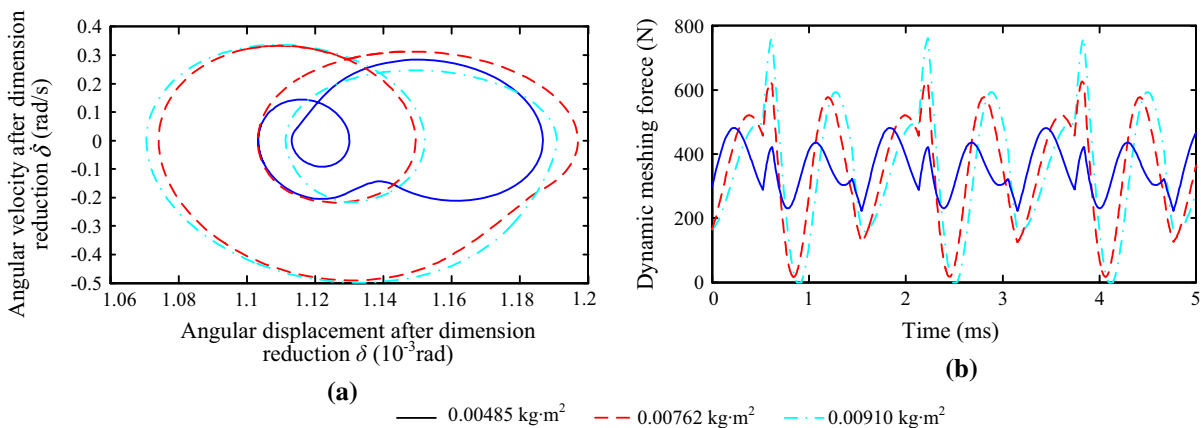 Angular velocity after dimension
reduction δ̇ (rad/s)
0.4
0.3
0.2
0.1
0
-0.1
-0.2
-0.3
-0.4
-0.5
1.06 1.08 1.1 1.12 1.14 1.16 1.18 1.2
Angular displacement after dimension
reduction δ (10⁻³rad)
(a)
Dynamic meshing forece (N)
800
600
400
200
0
0 1 2 3 4 5
Time (ms)
(b)
0.00485 kg·m² 0.00762 kg·m² 0.00910 kg·m²